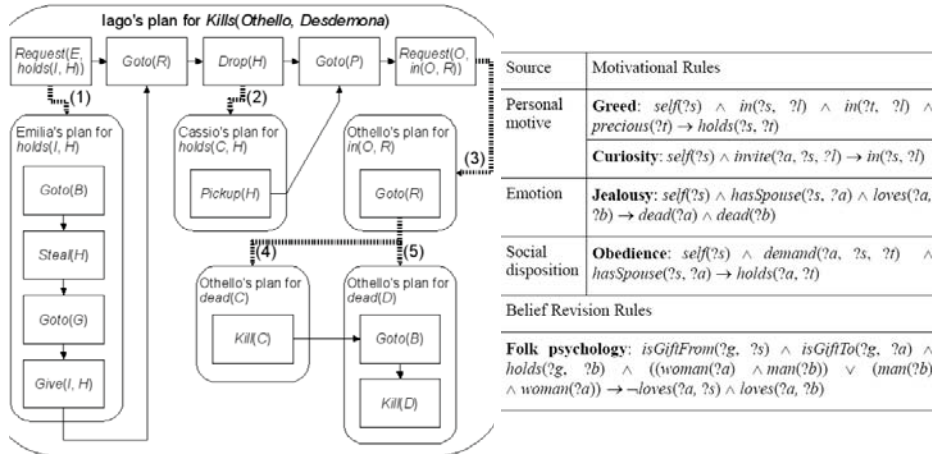 Iago's plan for Kills(Othello, Desdemona)
Request(E,
holds(I, H))
Goto(R)
Drop(H)
Goto(P)
Request(O,
in(O, R))
(1)
(2)
(3)
Emilia's plan for
holds(I, H)
Goto(B)
Steal(H)
Goto(G)
Give(I, H)
Cassio's plan for
holds(C, H)
Pickup(H)
Othello's plan for
in(O, R)
Goto(R)
(4)
(5)
Othello's plan for
dead(C)
Kill(C)
Othello's plan for
dead(D)
Goto(B)
Kill(D)
Source
Motivational Rules
Personal
motive
Greed: self(?s) ∧ in(?s, ?l) ∧ in(?t, ?l) ∧
precious(?t) → holds(?s, ?t)
Curiosity: self(?s) ∧ invite(?a, ?s, ?l) → in(?s, ?l)
Emotion
Jealousy: self(?s) ∧ hasSpouse(?s, ?a) ∧ loves(?a,
?b) → dead(?a) ∧ dead(?b)
Social
disposition
Obedience: self(?s) ∧ demand(?a, ?s, ?t) ∧
hasSpouse(?s, ?a) → holds(?a, ?t)
Belief Revision Rules
Folk psychology: isGiftFrom(?g, ?s) ∧ isGiftTo(?g, ?a) ∧
holds(?g, ?b) ∧ ((woman(?a) ∧ man(?b)) ∨ (man(?b)
∧ woman(?a)) → ¬loves(?a, ?s) ∧ loves(?a, ?b)